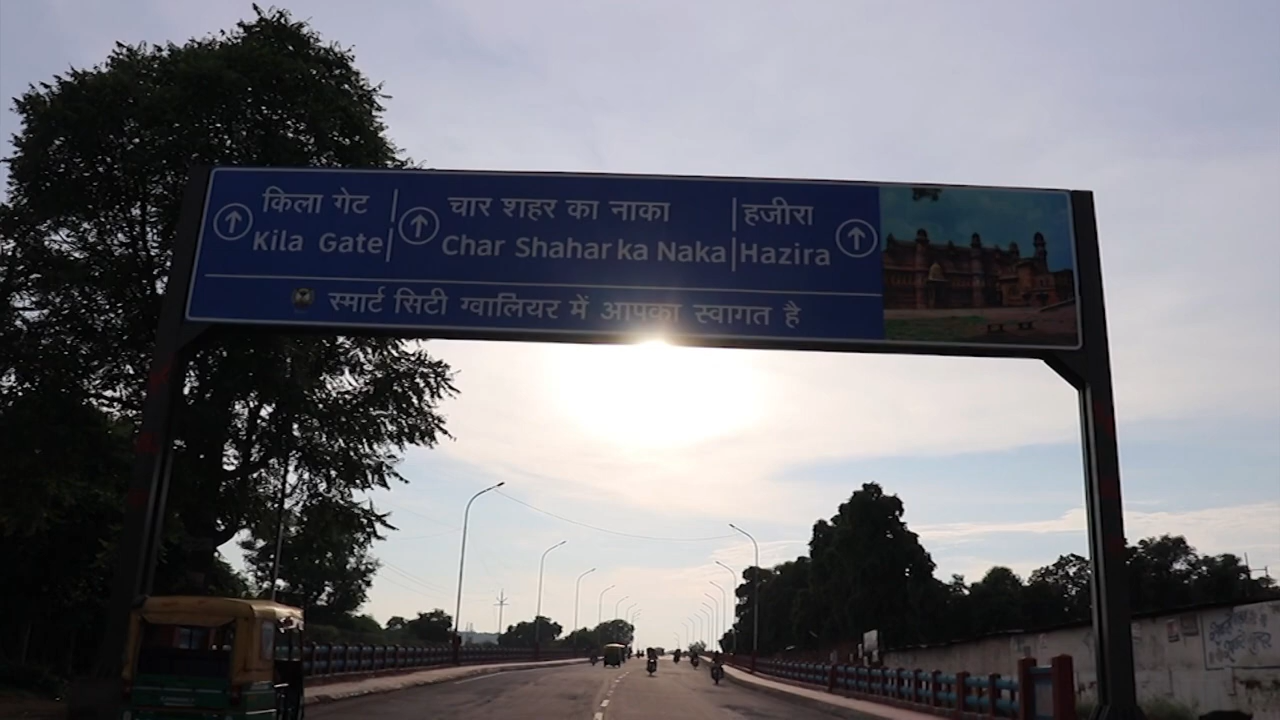 किला गेट | चार शहर का नाका | हजीरा
Kila Gate | Char Shahar ka Naka | Hazira
स्मार्ट सिटी ग्वालियर में आपका स्वागत है